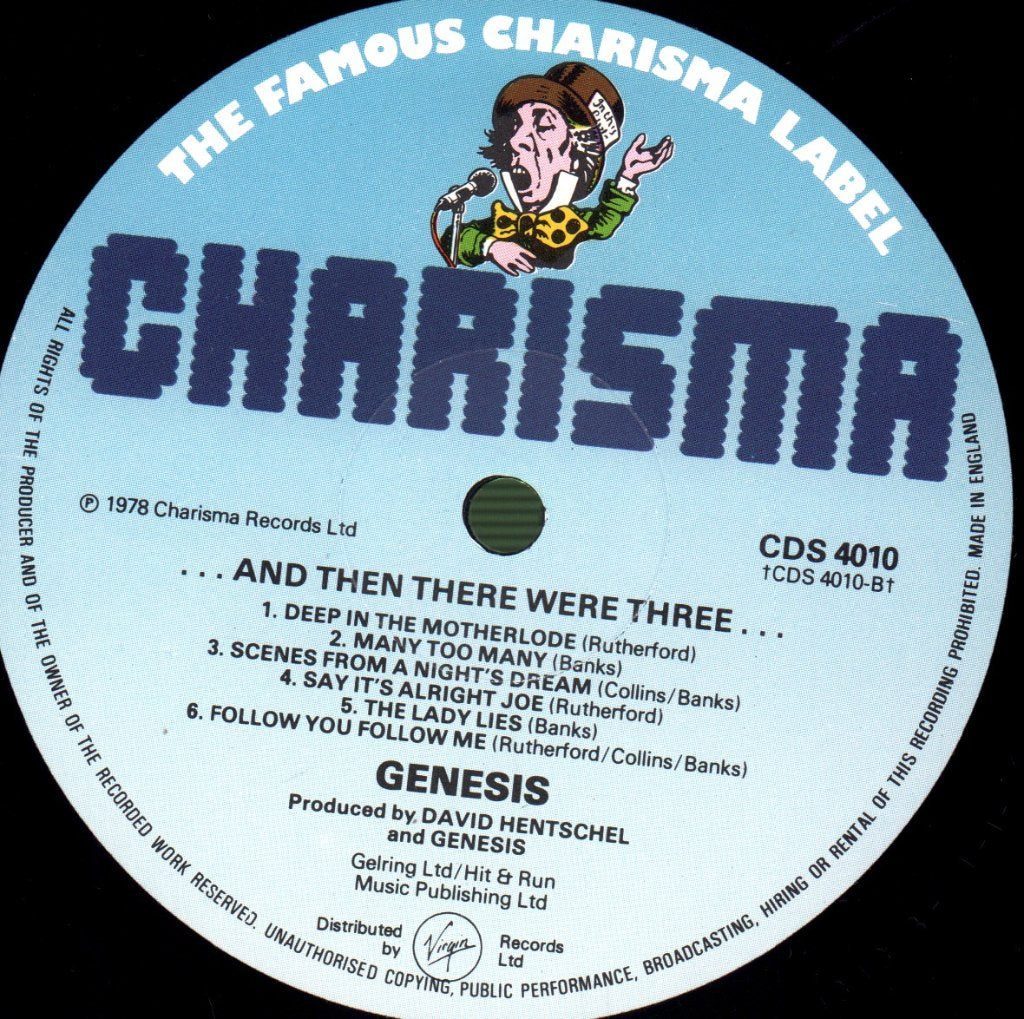 THE FAMOUS CHARISMA LABEL
In this
CHARISMA
℗ 1978 Charisma Records Ltd
CDS 4010
†CDS 4010-B†
...AND THEN THERE WERE THREE...
1. DEEP IN THE MOTHERLODE (Rutherford)
2. MANY TOO MANY (Banks)
3. SCENES FROM A NIGHT'S DREAM (Collins/Banks)
4. SAY IT'S ALRIGHT JOE (Rutherford)
5. THE LADY LIES (Banks)
6. FOLLOW YOU FOLLOW ME (Rutherford/Collins/Banks)
GENESIS
Produced by DAVID HENTSCHEL
and GENESIS
Gelring Ltd/Hit & Run
Music Publishing Ltd
Distributed
by
Virgin
Records
Ltd
ALL RIGHTS OF THE PRODUCER AND OF THE OWNER OF THE RECORDED WORK RESERVED. UNAUTHORISED COPYING, PUBLIC PERFORMANCE, BROADCASTING, HIRING OR RENTAL OF THIS RECORDING PROHIBITED. MADE IN ENGLAND